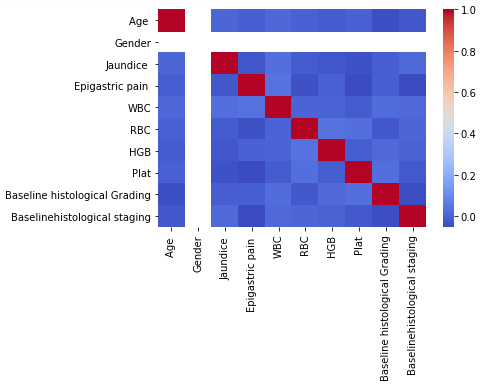 Age
Gender
Jaundice
Epigastric pain
WBC
RBC
HGB
Plat
Baseline histological Grading
Baselinehistological staging
Age
Gender
Jaundice
Epigastric pain
WBC
RBC
HGB
Plat
Baseline histological Grading
Baselinehistological staging
1.0
0.8
0.6
0.4
0.2
0.0